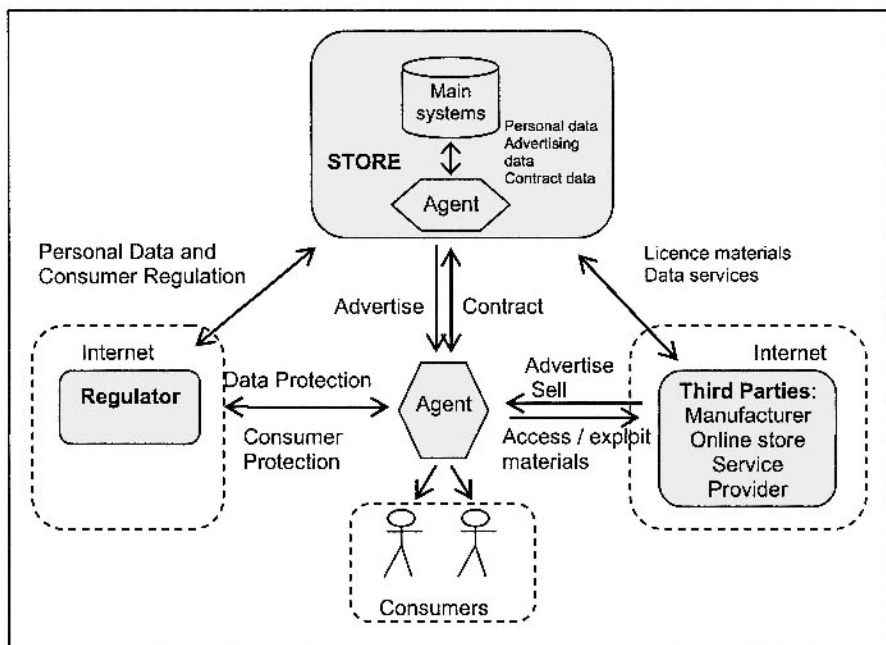 Main
systems
Personal data
Advertising
data
Contract data
STORE
Agent
Personal Data and
Consumer Regulation
Licence materials
Data services
Advertise
Contract
Internet
Regulator
Data Protection
Consumer
Protection
Agent
Advertise
Sell
Access / exploit
materials
Internet
Third Parties:
Manufacturer
Online store
Service
Provider
Consumers